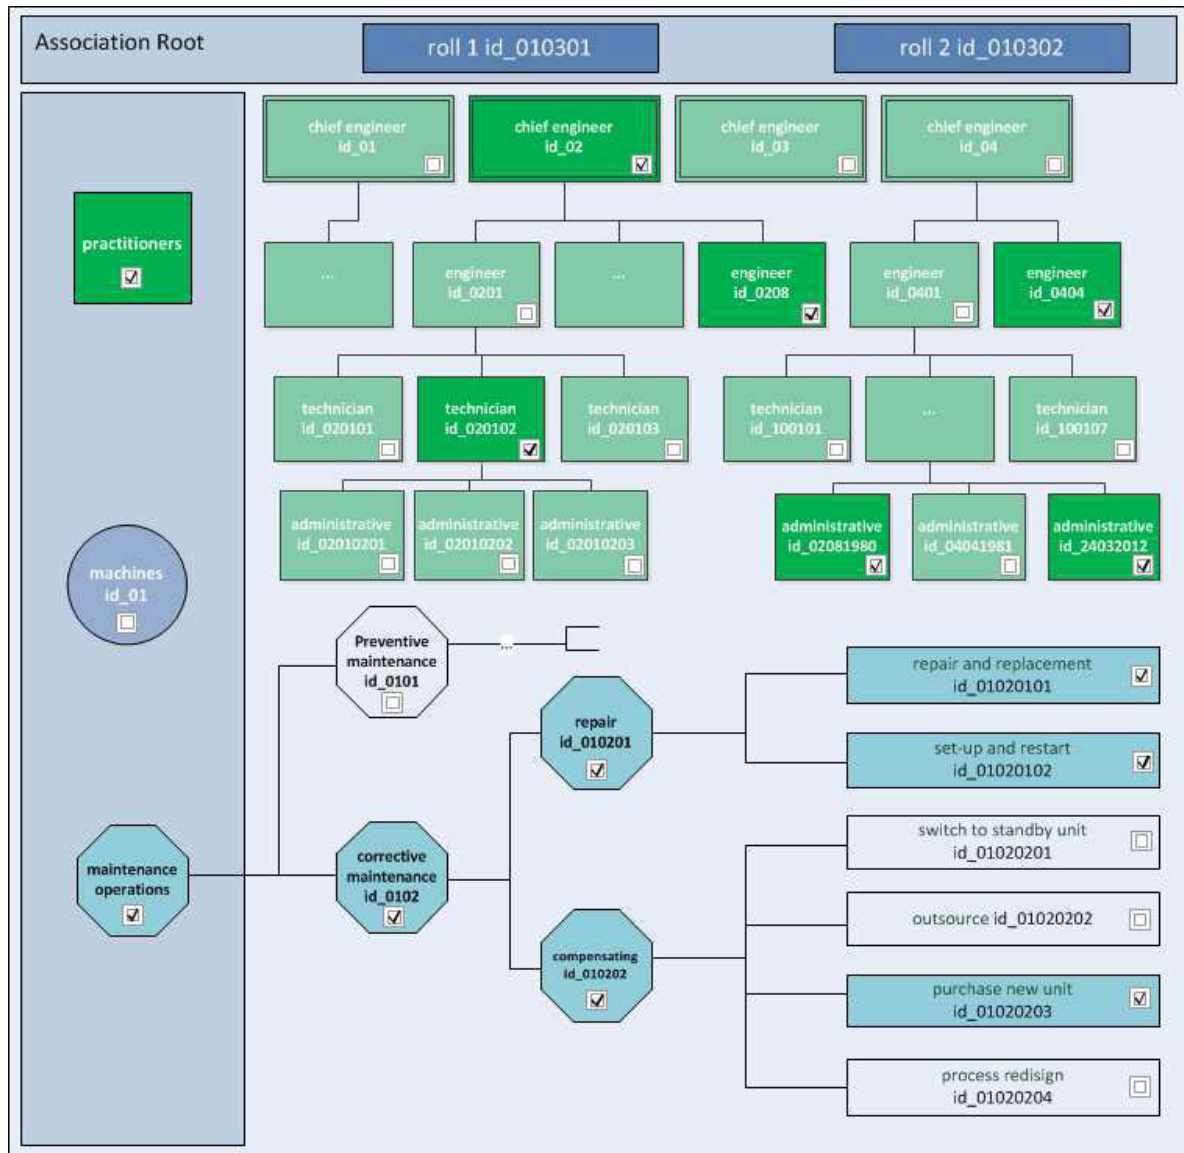 Association Root
roll 1 id_010301
roll 2 id_010302
chief engineer
id_01
chief engineer
id_02
chief engineer
id_03
chief engineer
id_04
practitioners
...
engineer
id_0201
...
engineer
id_0208
engineer
id_0401
engineer
id_0404
technician
id_020101
technician
id_020102
technician
id_020103
technician
id_100101
...
technician
id_100107
administrative
id_02010201
administrative
id_02010202
administrative
id_02010203
administrative
id_02081980
administrative
id_04041981
administrative
id_24032012
machines
id_01
Preventive
maintenance
id_0101
...
repair
id_010201
repair and replacement
id_01020101
set-up and restart
id_01020102
maintenance
operations
corrective
maintenance
id_0102
compensating
id_010202
switch to standby unit
id_01020201
outsource id_01020202
purchase new unit
id_01020203
process redisign
id_01020204